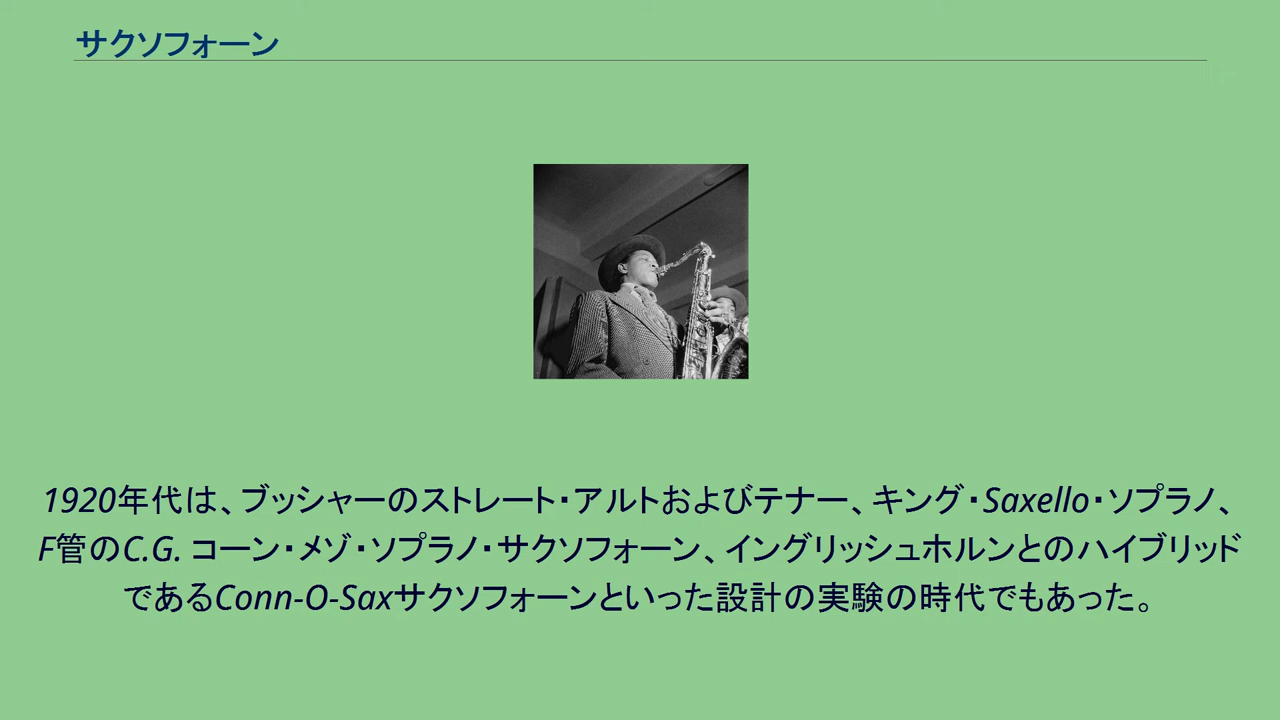 サクソフォーン
1920年代は、ブッシャーのストレート・アルトおよびテナー、キング・Saxello・ソプラノ、
F管のC.G. コーン・メゾ・ソプラノ・サクソフォーン、イングリッシュホルンとのハイブリッド
であるConn-O-Saxサクソフォーンといった設計の実験の時代でもあった。